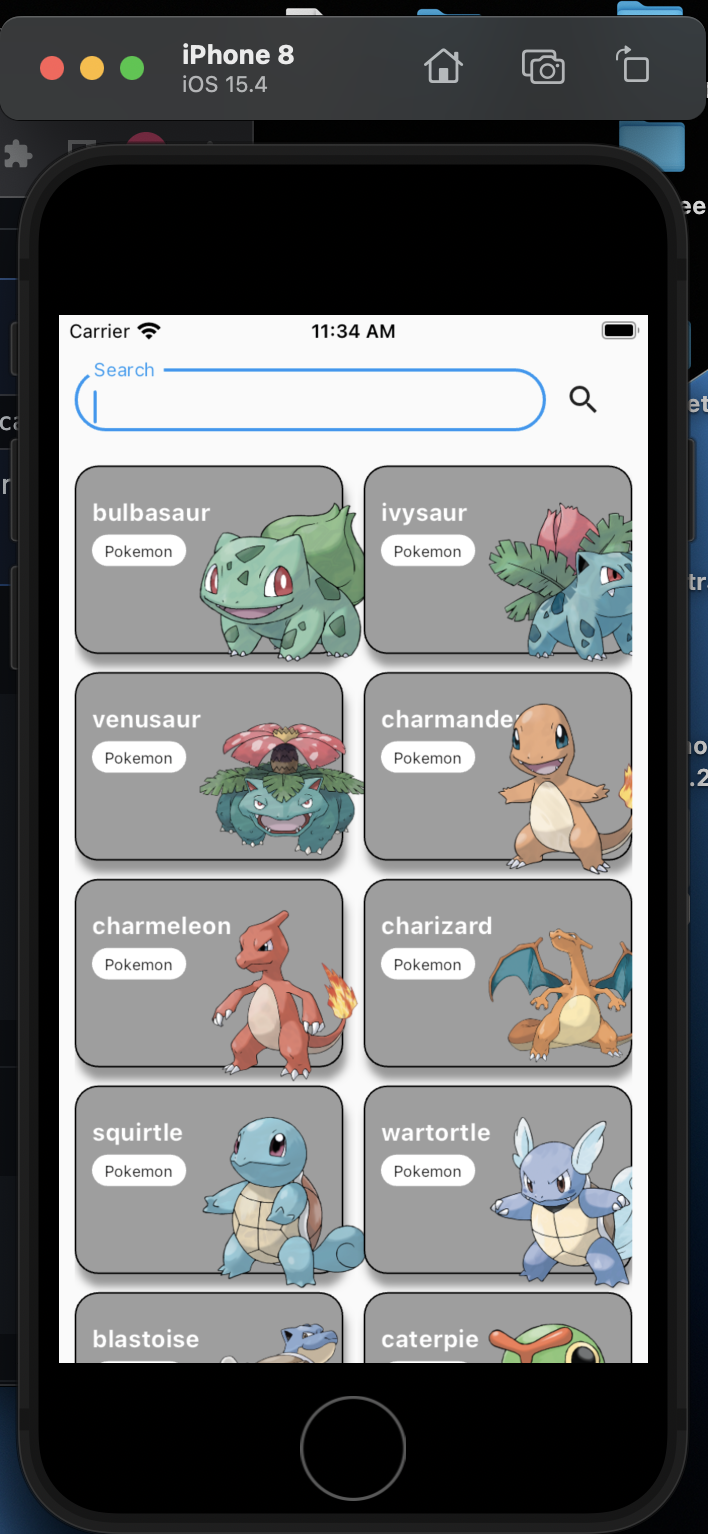 iPhone 8
iOS 15.4
Carrier
11:34 AM
Search
bulbasaur
Pokemon
ivysaur
Pokemon
venusaur
Pokemon
charmande
Pokemon
charmeleon
Pokemon
charizard
Pokemon
squirtle
Pokemon
wartortle
Pokemon
blastoise
caterpie